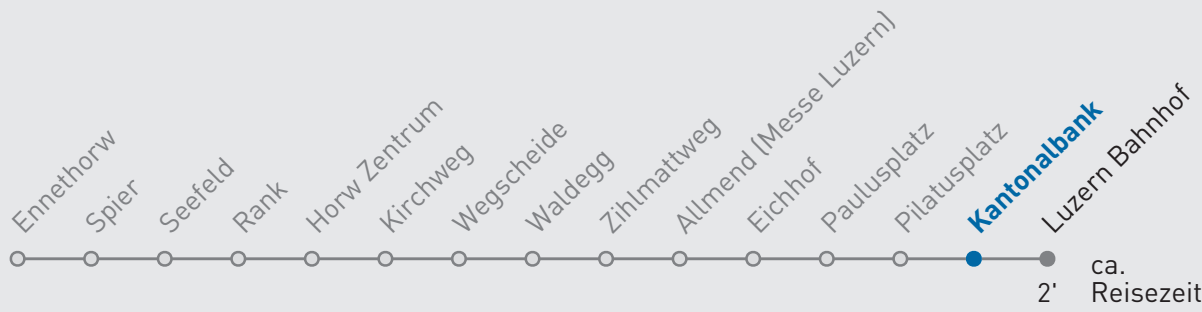 Ennethorw
Spier
Seefeld
Rank
Horw Zentrum
Kirchweg
Wegscheide
Waldegg
Zihlmattweg
Allmend (Messe Luzern)
Eichhof
Paulusplatz
Pilatusplatz
Kantonalbank
Luzern Bahnhof
ca.
2' Reisezeit